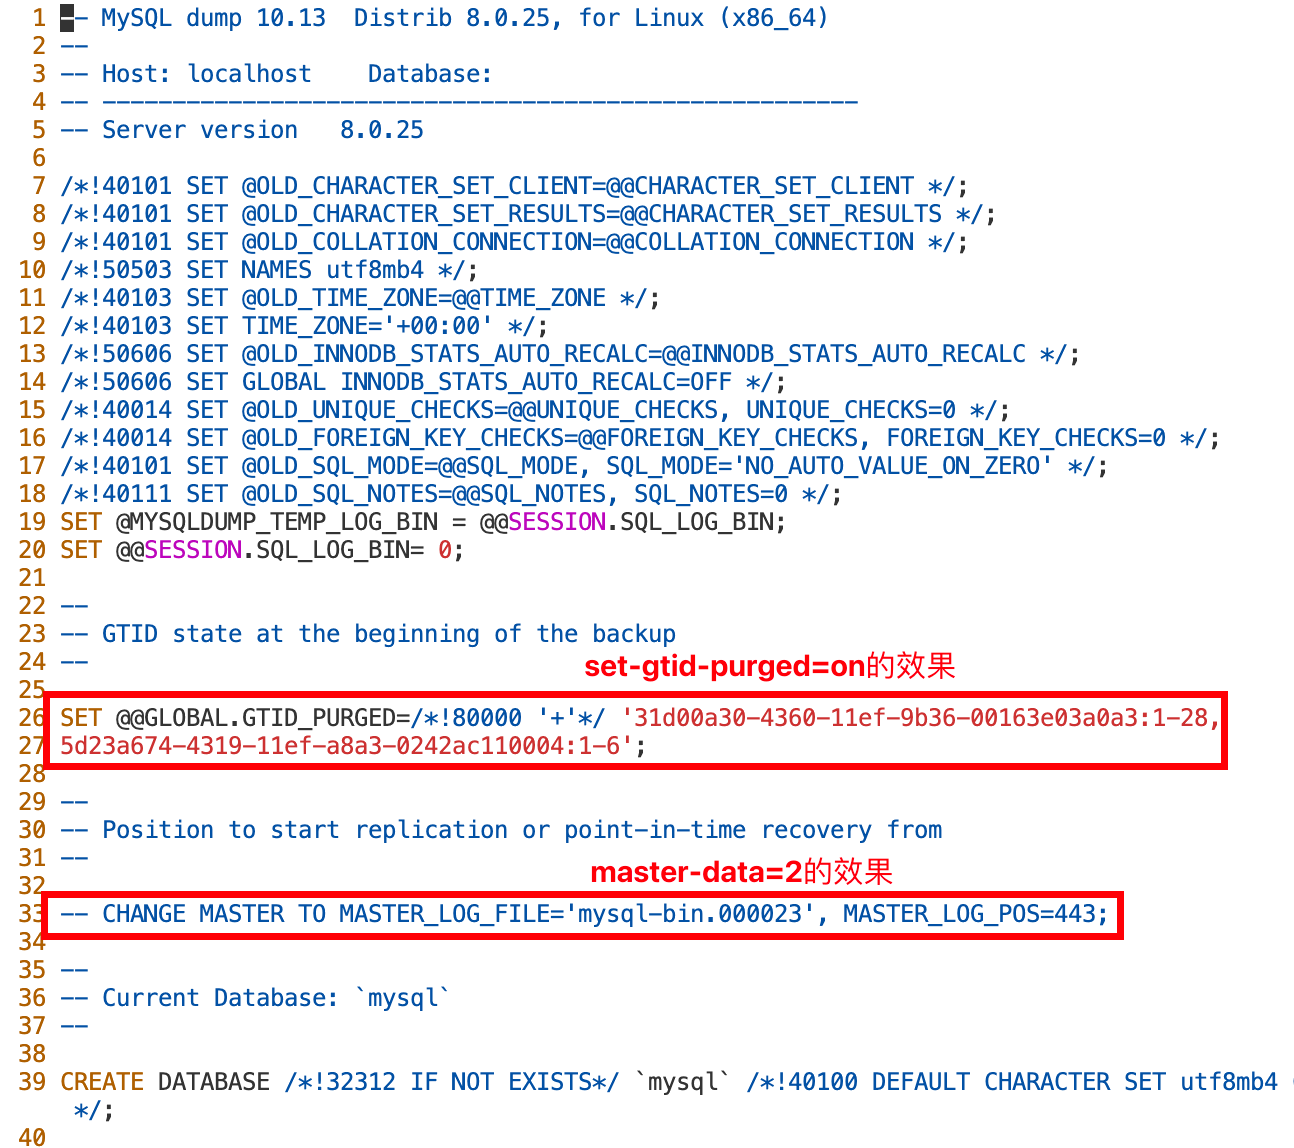 1 -- MySQL dump 10.13  Distrib 8.0.25, for Linux (x86_64)
2 --
3 -- Host: localhost    Database:
4 -- ------------------------------------------------------
5 -- Server version   8.0.25
6
7 /*!40101 SET @OLD_CHARACTER_SET_CLIENT=@@CHARACTER_SET_CLIENT */;
8 /*!40101 SET @OLD_CHARACTER_SET_RESULTS=@@CHARACTER_SET_RESULTS */;
9 /*!40101 SET @OLD_COLLATION_CONNECTION=@@COLLATION_CONNECTION */;
10 /*!50503 SET NAMES utf8mb4 */;
11 /*!40103 SET @OLD_TIME_ZONE=@@TIME_ZONE */;
12 /*!40103 SET TIME_ZONE='+00:00' */;
13 /*!50606 SET @OLD_INNODB_STATS_AUTO_RECALC=@@INNODB_STATS_AUTO_RECALC */;
14 /*!50606 SET GLOBAL INNODB_STATS_AUTO_RECALC=OFF */;
15 /*!40014 SET @OLD_UNIQUE_CHECKS=@@UNIQUE_CHECKS, UNIQUE_CHECKS=0 */;
16 /*!40014 SET @OLD_FOREIGN_KEY_CHECKS=@@FOREIGN_KEY_CHECKS, FOREIGN_KEY_CHECKS=0 */;
17 /*!40101 SET @OLD_SQL_MODE=@@SQL_MODE, SQL_MODE='NO_AUTO_VALUE_ON_ZERO' */;
18 /*!40111 SET @OLD_SQL_NOTES=@@SQL_NOTES, SQL_NOTES=0 */;
19 SET @MYSQLDUMP_TEMP_LOG_BIN = @@SESSION.SQL_LOG_BIN;
20 SET @@SESSION.SQL_LOG_BIN= 0;
21
22 --
23 -- GTID state at the beginning of the backup
24 --
set-gtid-purged=on的效果
25
26 SET @@GLOBAL.GTID_PURGED=/*!80000 '+'*/ '31d00a30-4360-11ef-9b36-00163e03a0a3:1-28,
27 5d23a674-4319-11ef-a8a3-0242ac110004:1-6';
28
29 --
30 -- Position to start replication or point-in-time recovery from
31 --
master-data=2的效果
32
33 -- CHANGE MASTER TO MASTER_LOG_FILE='mysql-bin.000023', MASTER_LOG_POS=443;
34
35 --
36 -- Current Database: `mysql`
37 --
38
39 CREATE DATABASE /*!32312 IF NOT EXISTS*/ `mysql` /*!40100 DEFAULT CHARACTER SET utf8mb4
*/;
40